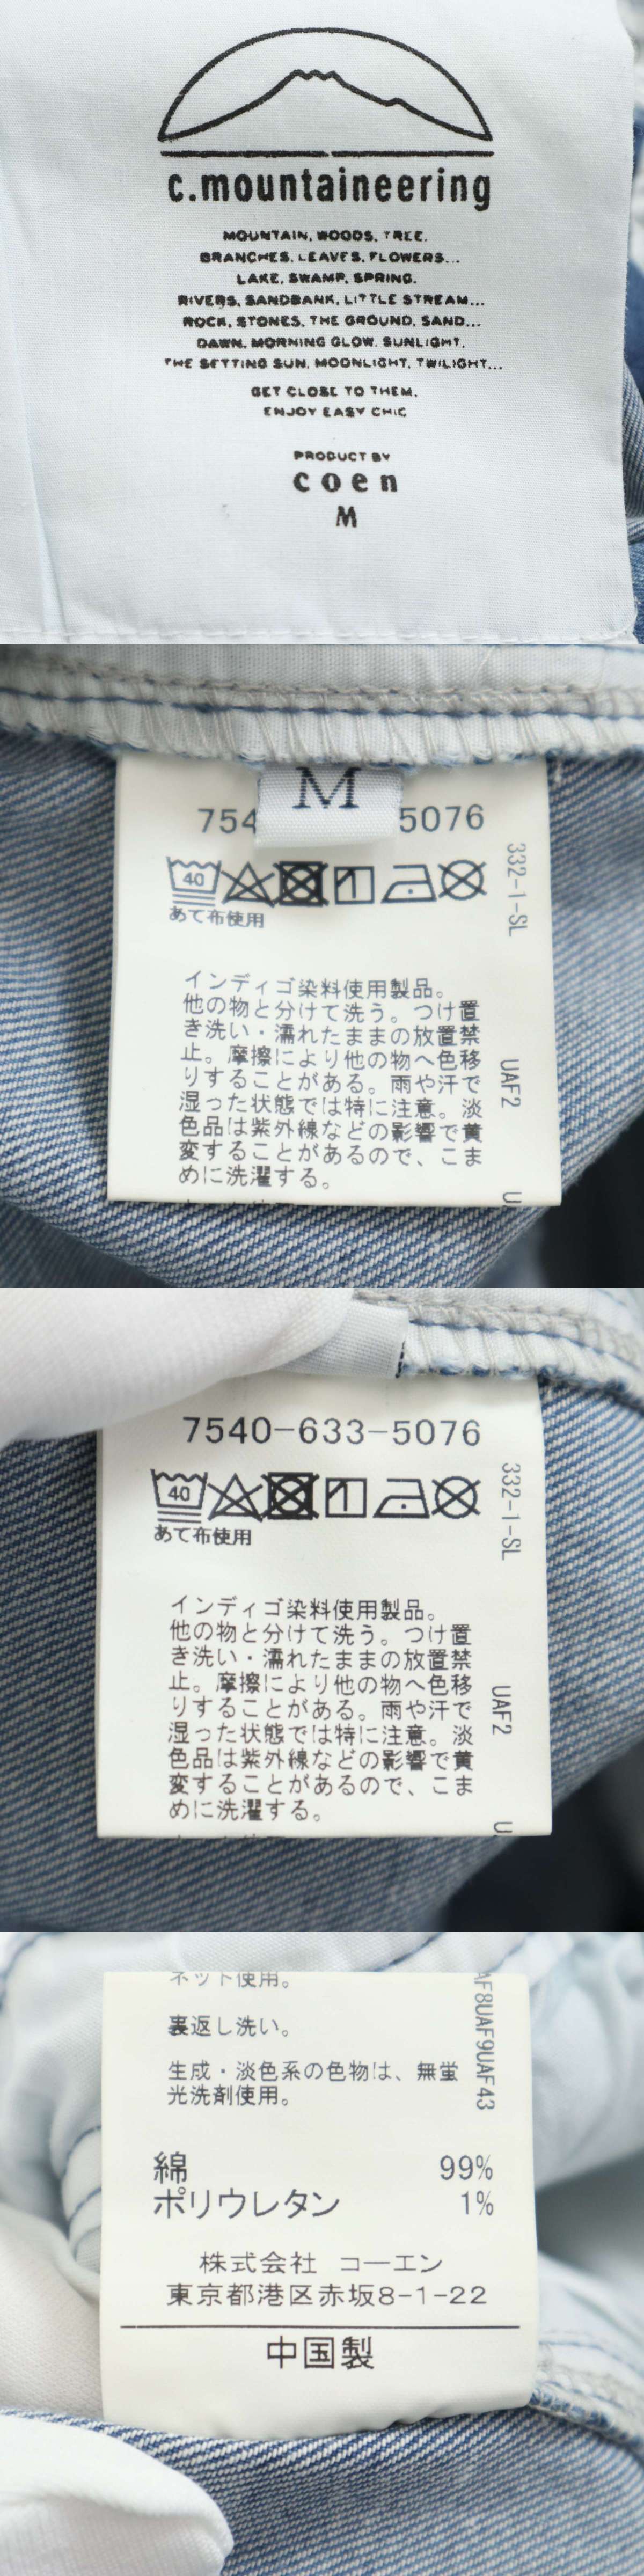 c.mountaineering
MOUNTAIN, WOODS, TREE.
BRANCHES, LEAVES, FLOWERS...
LAKE, SWAMP, SPRING.
RIVERS, SANDBANK, LITTLE STREAM...
ROCK, STONES, THE GROUND, SAND...
DAWN, MORNING GLOW. SUNLIGHT.
THE SETTING SUN, MOONLIGHT, TWILIGHT...
GET CLOSE TO THEM.
ENJOY EASY CHIC
PRODUCT BY
coen
M
M
754 5076
40
あて布使用
332-1-SL
インディゴ染料使用製品。
他の物と分けて洗う。つけ置
き洗い・濡れたままの放置禁
止。摩擦により他の物へ色移
りすることがある。雨や汗で
湿った状態では特に注意。淡
色品は紫外線などの影響で黄
変することがあるので、こま
めに洗濯する。
UAF2
U
7540-633-5076
40
あて布使用
332-1-SL
インディゴ染料使用製品。
他の物と分けて洗う。つけ置
き洗い・濡れたままの放置禁
止。摩擦により他の物へ色移
りすることがある。雨や汗で
湿った状態では特に注意。淡
色品は紫外線などの影響で黄
変することがあるので、こま
めに洗濯する。
UAF2
U
ネット使用。
裏返し洗い。
生成・淡色系の色物は、無蛍
光洗剤使用。
AF8UAF9UAF43
綿 99%
ポリウレタン 1%
株式会社 コーエン
東京都港区赤坂8-1-22
中国製